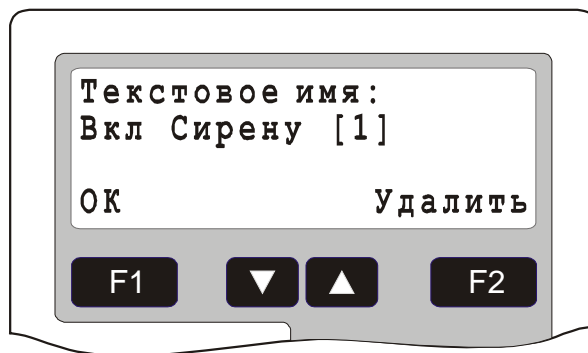 Текстовое имя:
Вкл Сирену [1]
ОК Удалить
F1 ▼ ▲ F2